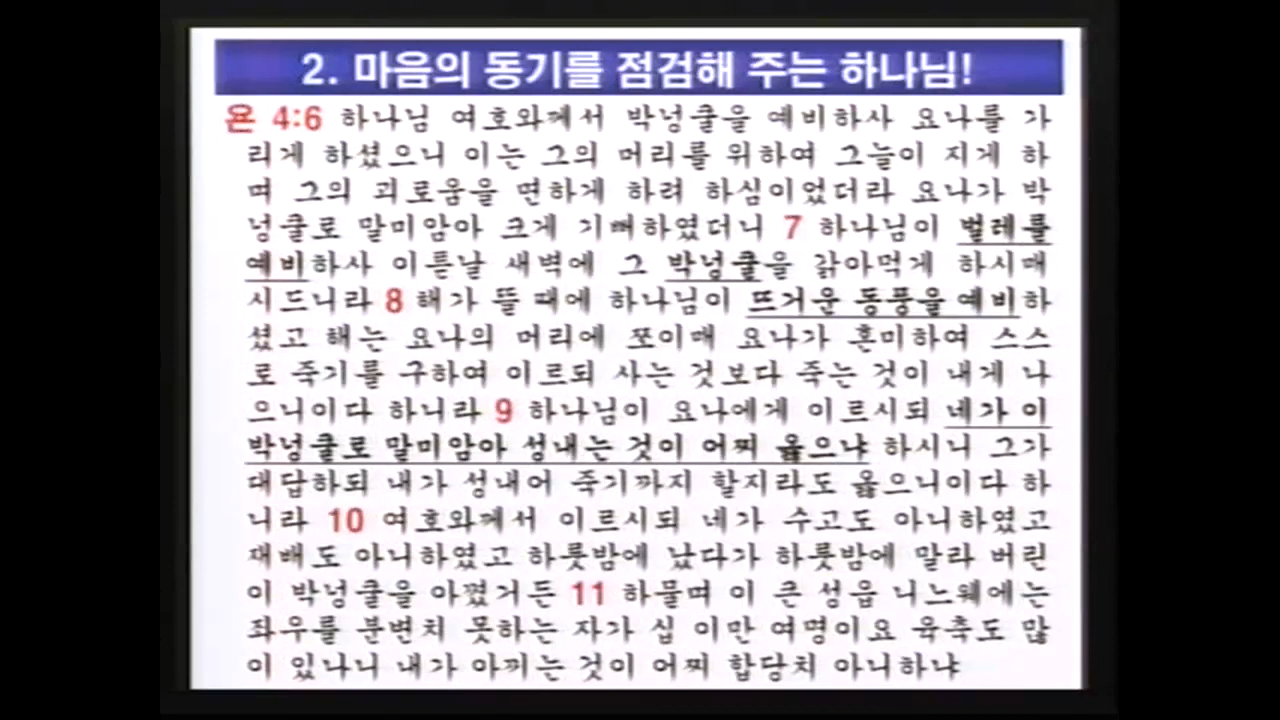 2. 마음의 동기를 점검해 주는 하나님!
욘 4:6 하나님 여호와께서 박넝쿨을 예비하사 요나를 가
리게 하셨으니 이는 그의 머리를 위하여 그늘이 지게 하
며 그의 괴로움을 면하게 하려 하심이었더라 요나가 박
넝쿨로 말미암아 크게 기뻐하였더니 7 하나님이 벌레를
예비하사 이튿날 새벽에 그 박넝쿨을 갉아먹게 하시매
시드니라 8 해가 뜰 때에 하나님이 뜨거운 동풍을 예비하
셨고 해는 요나의 머리에 쪼이매 요나가 혼미하여 스스
로 죽기를 구하여 이르되 사는 것보다 죽는 것이 내게 나
으니이다 하니라 9 하나님이 요나에게 이르시되 네가 이
박넝쿨로 말미암아 성내는 것이 어찌 옳으냐 하시니 그가
대답하되 내가 성내어 죽기까지 할지라도 옳으니이다 하
니라 10 여호와께서 이르시되 네가 수고도 아니하였고
재배도 아니하였고 하룻밤에 났다가 하룻밤에 말라 버린
이 박넝쿨을 아꼈거든 11 하물며 이 큰 성읍 니느웨에는
좌우를 분변치 못하는 자가 십 이만 여명이요 육축도 많
이 있나니 내가 아끼는 것이 어찌 합당치 아니하냐